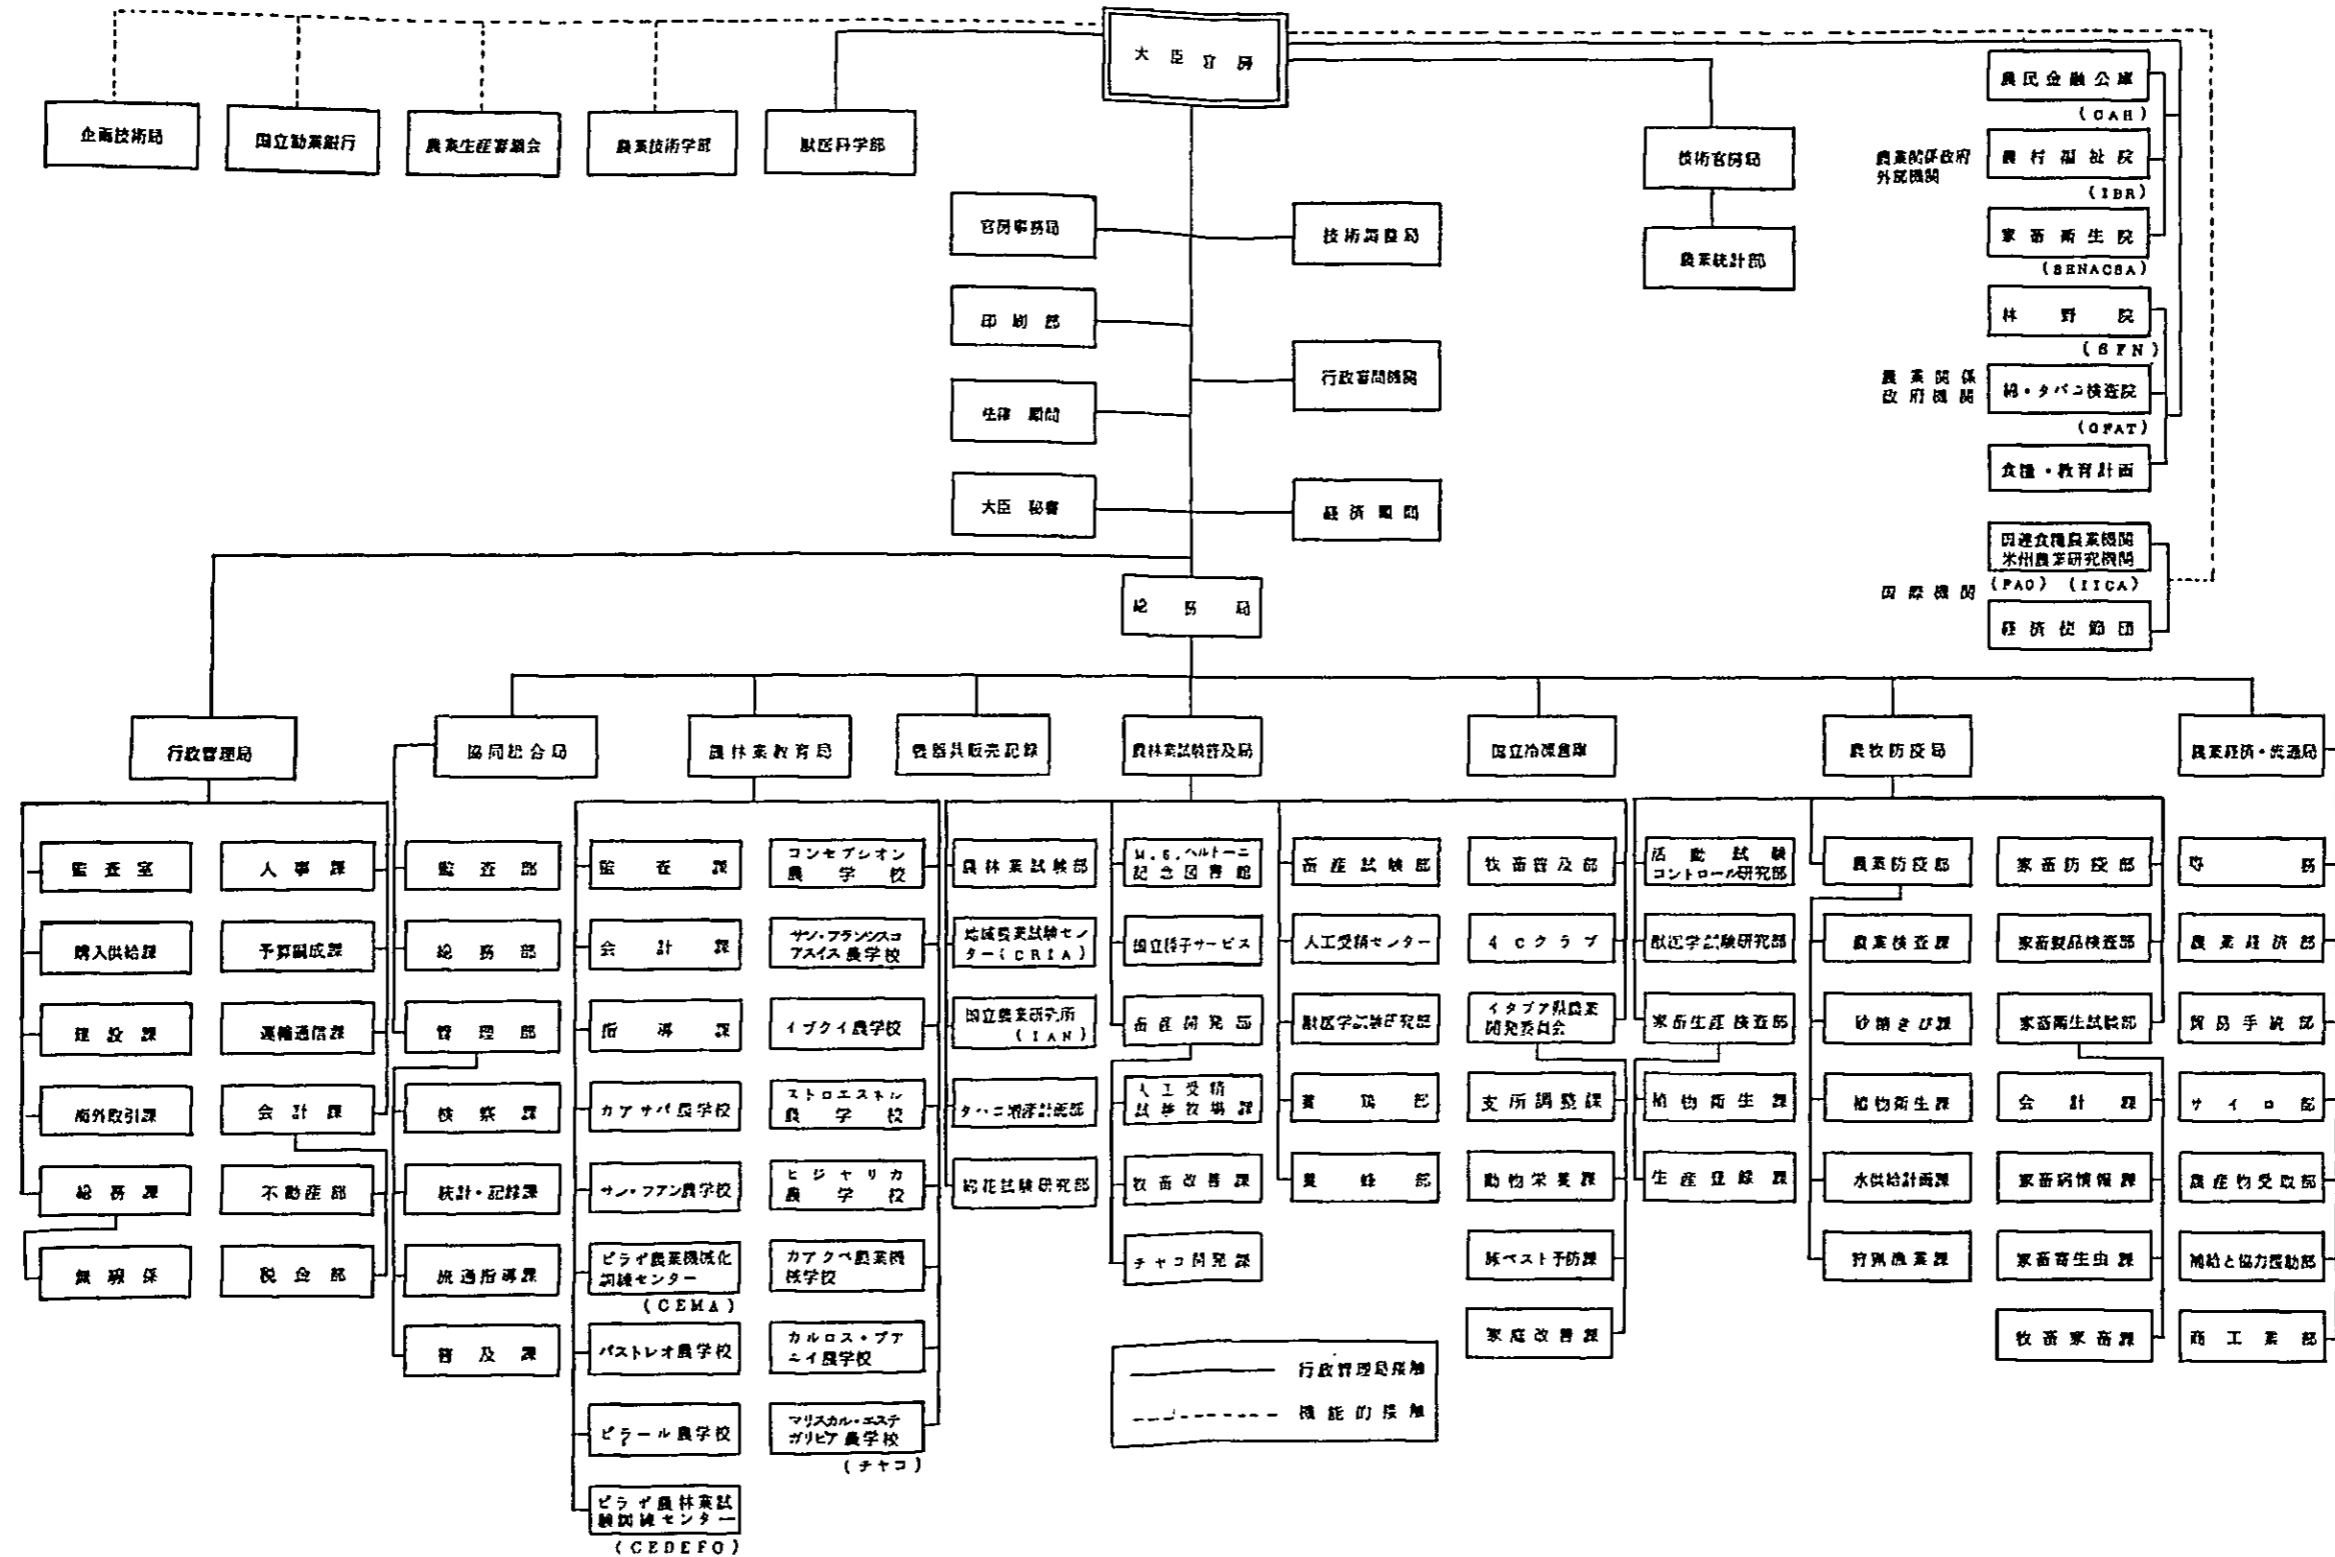 大臣官房
企画技術局
国立勧業銀行
農業生産審議会
農業技術学部
獣医科学部
技術官房局
農業統計部
農業関係政府
外部機関
農民金融公庫
(CAH)
農村福祉院
(IBR)
家畜衛生院
(SENACSA)
農業関係
政府機関
林野院
(SFN)
綿・タバコ検査院
(OFAT)
食糧・教育計画
国際機関
国連食糧農業機関
米州農業研究機関
(FAO) (IICA)
経済使節団
官房事務局
技術調整局
印刷部
行政審問機関
顧問
大臣 秘書
経済顧問
総務局
行政管理局
協同組合局
農林業教育局
農器具販売記録
農林業試験普及局
国立冷凍倉庫
農牧防疫局
農業経済・流通局
監査室
購入供給課
建設課
海外取引課
総務課
無線係
人事課
予算編成課
運輸通信課
会計課
不動産部
税金部
監査部
総務部
管理部
検察課
統計・記録課
流通指導課
普及課
監査課
会計課
指導課
カアサパ農学校
サン・フアン農学校
ピライ農業機械化
訓練センター
(CEMA)
パストレオ農学校
ピラール農学校
ピライ農林業試
験訓練センター
(CEDEFO)
コンセプシオン
農学校
サン・フランシスコ
アスイス農学校
イプクイ農学校
ストロエスネル
農学校
ヒジャリカ
農学校
カアクペ農業機
械学校
カルロス・プァ
ニイ農学校
マリスカル・エステ
ガリビア農学校
(チャコ)
農林業試験部
地域農業試験セン
ター(CRIA)
国立農業研究所
(IAN)
タバコ増産計画部
棉花試験研究部
M.S.ベルトーニ
記念図書館
国立種子サービス
畜産開発部
人工受精
試験牧場課
牧畜改善課
チャコ開発課
畜産試験部
人工受精センター
獣医学試験研究部
養鶏部
養蜂部
牧畜普及部
4Cクラブ
イタプア県農業
開発委員会
支所調整課
動物栄養課
豚ペスト予防課
家庭改善課
活動試験
コントロール研究部
獣医学試験研究部
家畜生産検査部
植物衛生課
生産登録課
農業防疫部
農業検査課
砂糖きび課
植物衛生課
水供給計画課
狩猟漁業課
家畜防疫部
家畜製品検査部
家畜衛生試験部
会計課
家畜病情報課
家畜寄生虫課
牧畜家畜課
専務
農業経済部
貿易手続部
サイロ部
農産物受取部
補給と協力援助部
商工業部
行政管理局接触
機能的接触